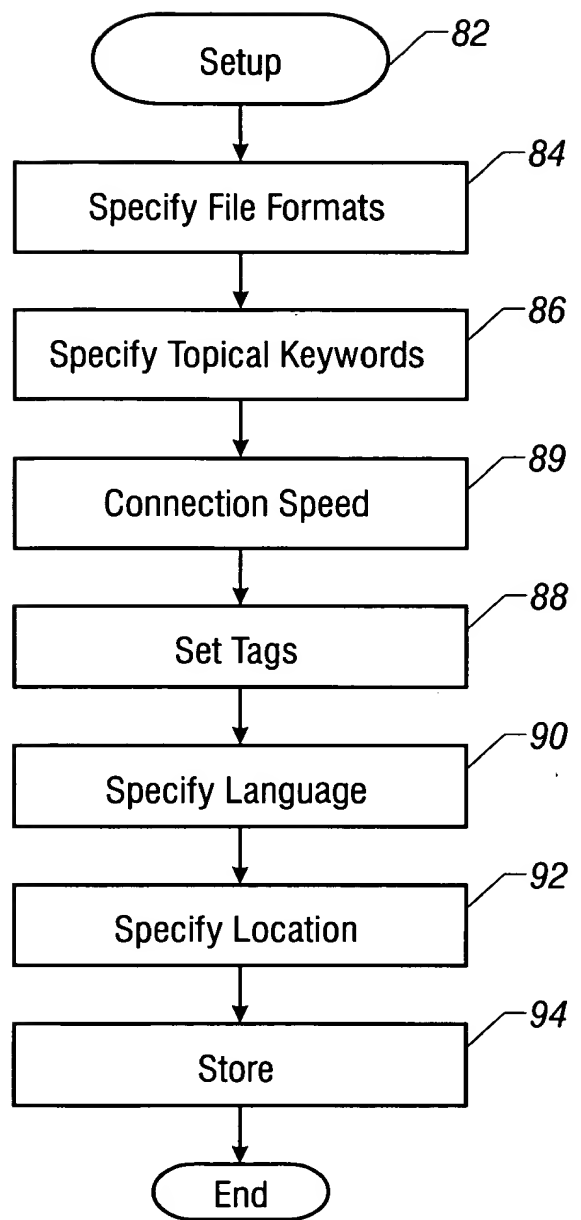 82
Setup
84
Specify File Formats
86
Specify Topical Keywords
89
Connection Speed
88
Set Tags
90
Specify Language
92
Specify Location
94
Store
End